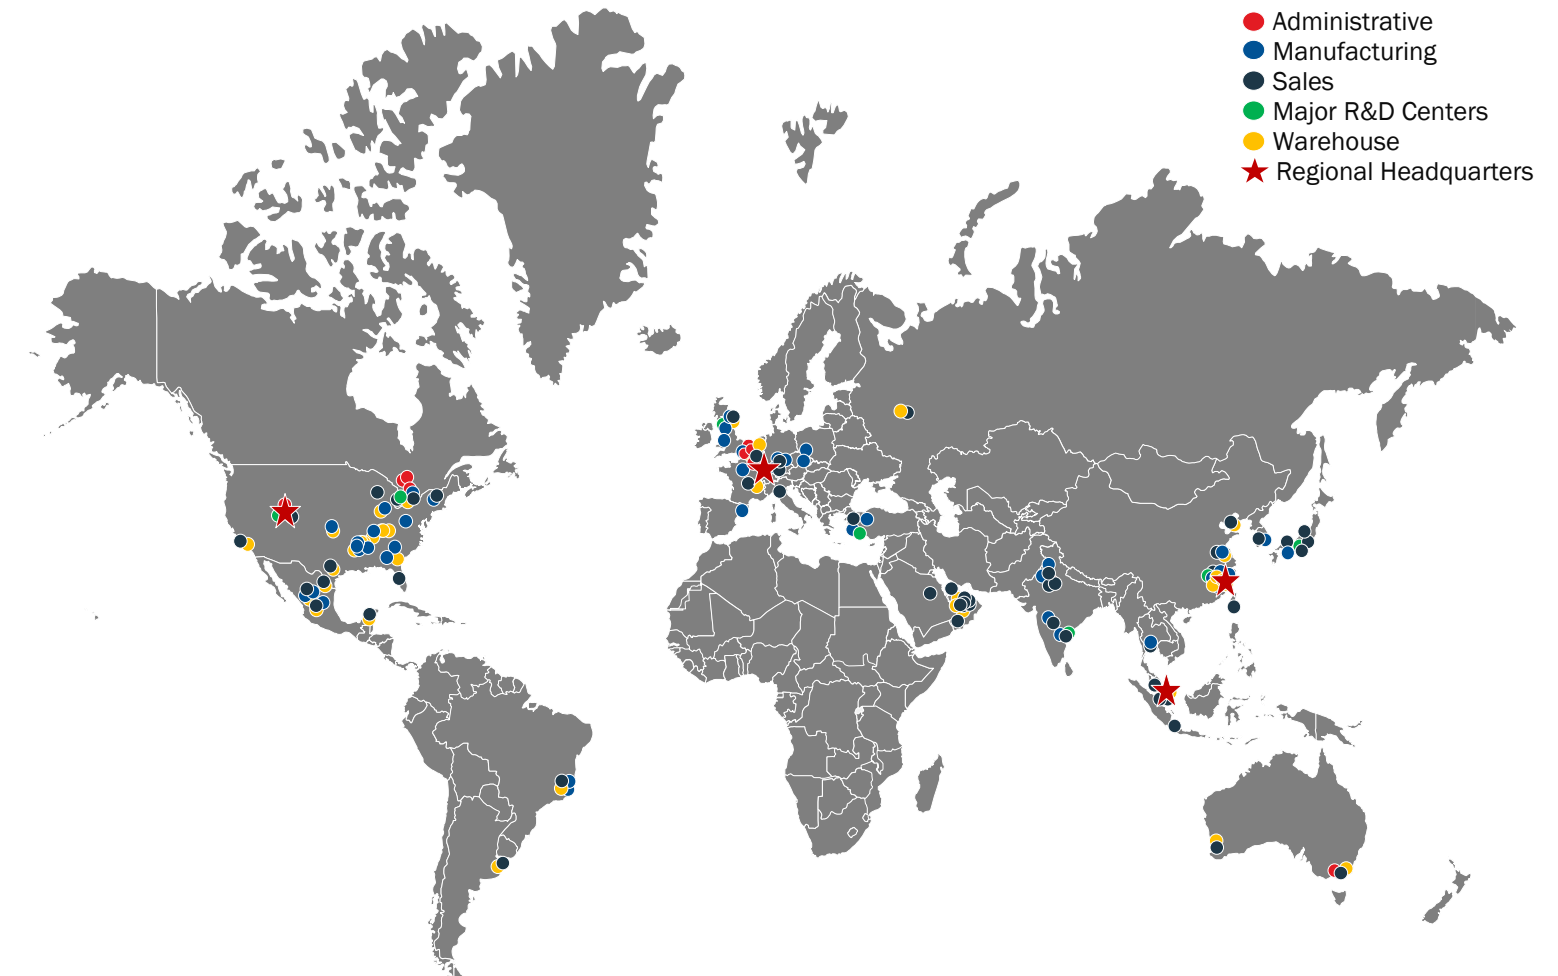 Administrative
Manufacturing
Sales
Major R&D Centers
Warehouse
Regional Headquarters